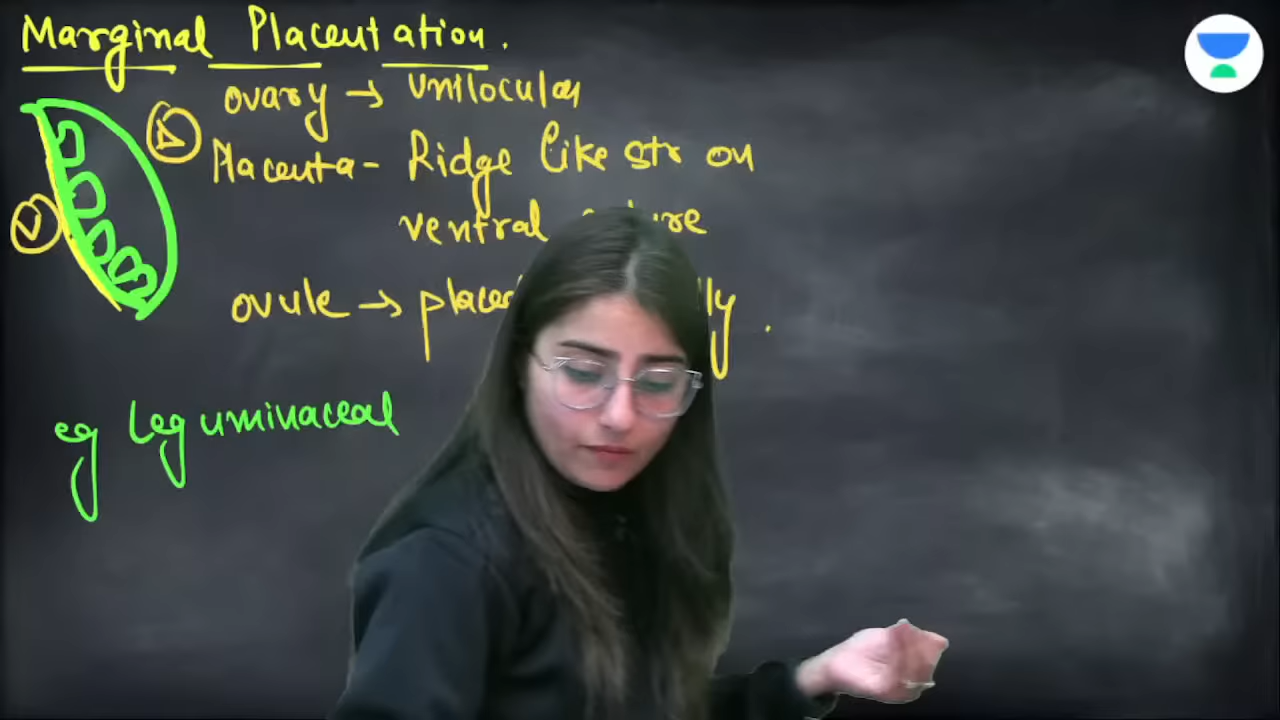 Marginal Placentation.
ovary → unilocular
D
Placenta - Ridge like str on
V
ventral
ovule →
eg Leguminaceae